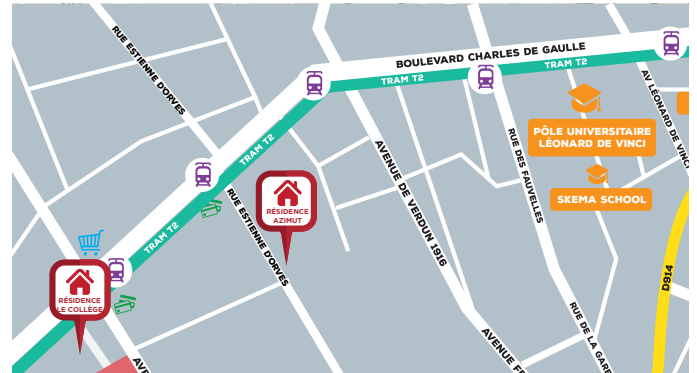 RUE ESTIENNE D'ORVES
BOULEVARD CHARLES DE GAULLE
TRAM T2
TRAM T2
AV LÉONARD DE VINCI
PÔLE UNIVERSITAIRE
LÉONARD DE VINCI
TRAM T2
RUE DES FAUVELLES
AVENUE DE VERDUN 1916
SKEMA SCHOOL
RÉSIDENCE
AZIMUT
RUE ESTIENNE D'ORVES
TRAM T2
D914
RÉSIDENCE
LE COLLÈGE
RUE DE LA GARE
AVENUE